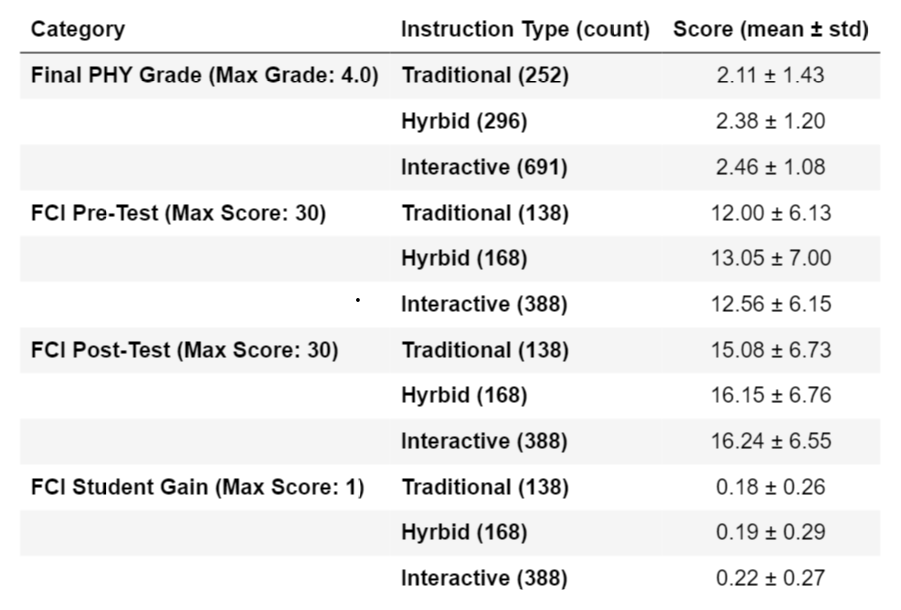 Category Instruction Type (count) Score (mean ± std)
Final PHY Grade (Max Grade: 4.0) Traditional (252) 2.11 ± 1.43
Hyrbid (296) 2.38 ± 1.20
Interactive (691) 2.46 ± 1.08
FCI Pre-Test (Max Score: 30) Traditional (138) 12.00 ± 6.13
Hyrbid (168) 13.05 ± 7.00
Interactive (388) 12.56 ± 6.15
FCI Post-Test (Max Score: 30) Traditional (138) 15.08 ± 6.73
Hyrbid (168) 16.15 ± 6.76
Interactive (388) 16.24 ± 6.55
FCI Student Gain (Max Score: 1) Traditional (138) 0.18 ± 0.26
Hyrbid (168) 0.19 ± 0.29
Interactive (388) 0.22 ± 0.27